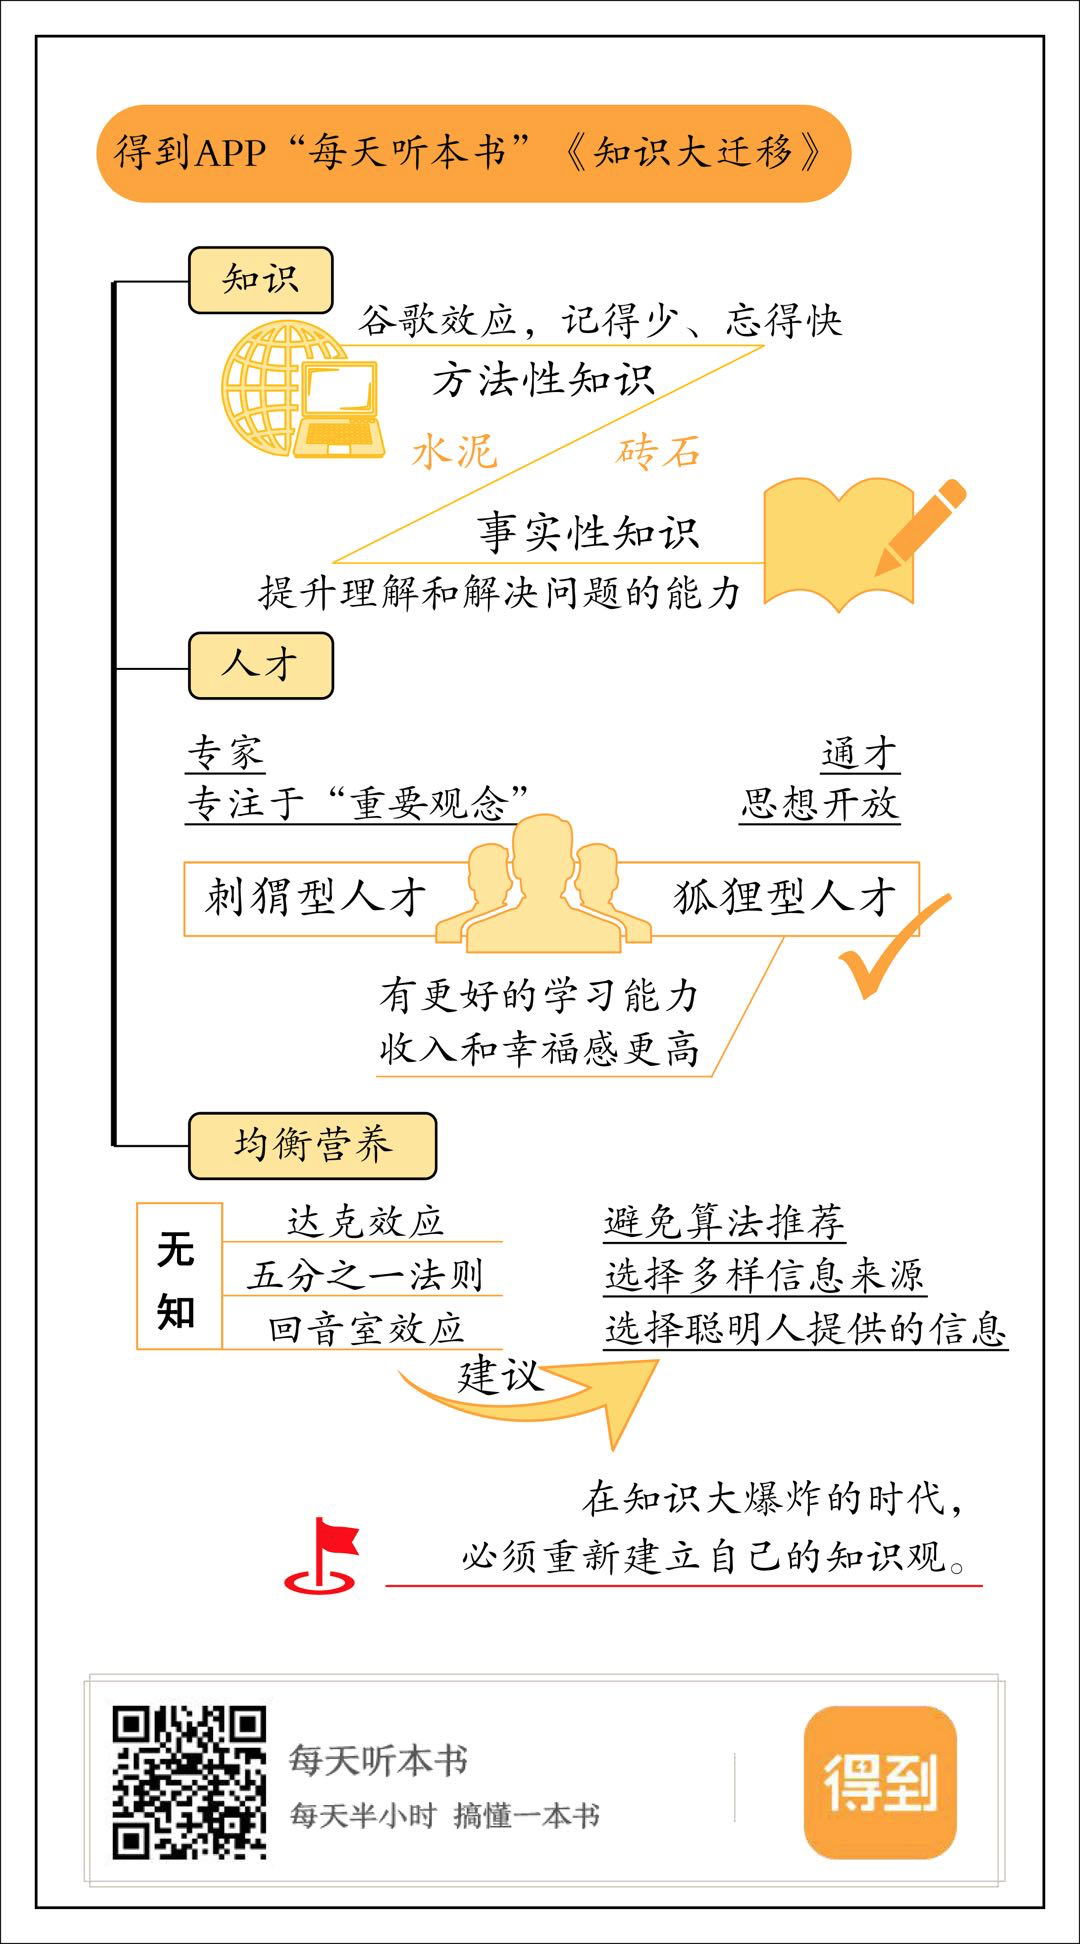 得到APP“每天听本书”《知识大迁移》
知识
谷歌效应，记得少、忘得快
方法性知识
水泥 砖石
事实性知识
提升理解和解决问题的能力
人才
专家 通才
专注于“重要观念” 思想开放
刺猬型人才 狐狸型人才
有更好的学习能力
收入和幸福感更高
均衡营养
无知
达克效应
五分之一法则
回音室效应
避免算法推荐
选择多样信息来源
选择聪明人提供的信息
建议
在知识大爆炸的时代，
必须重新建立自己的知识观。
每天听本书
每天半小时 搞懂一本书
得到